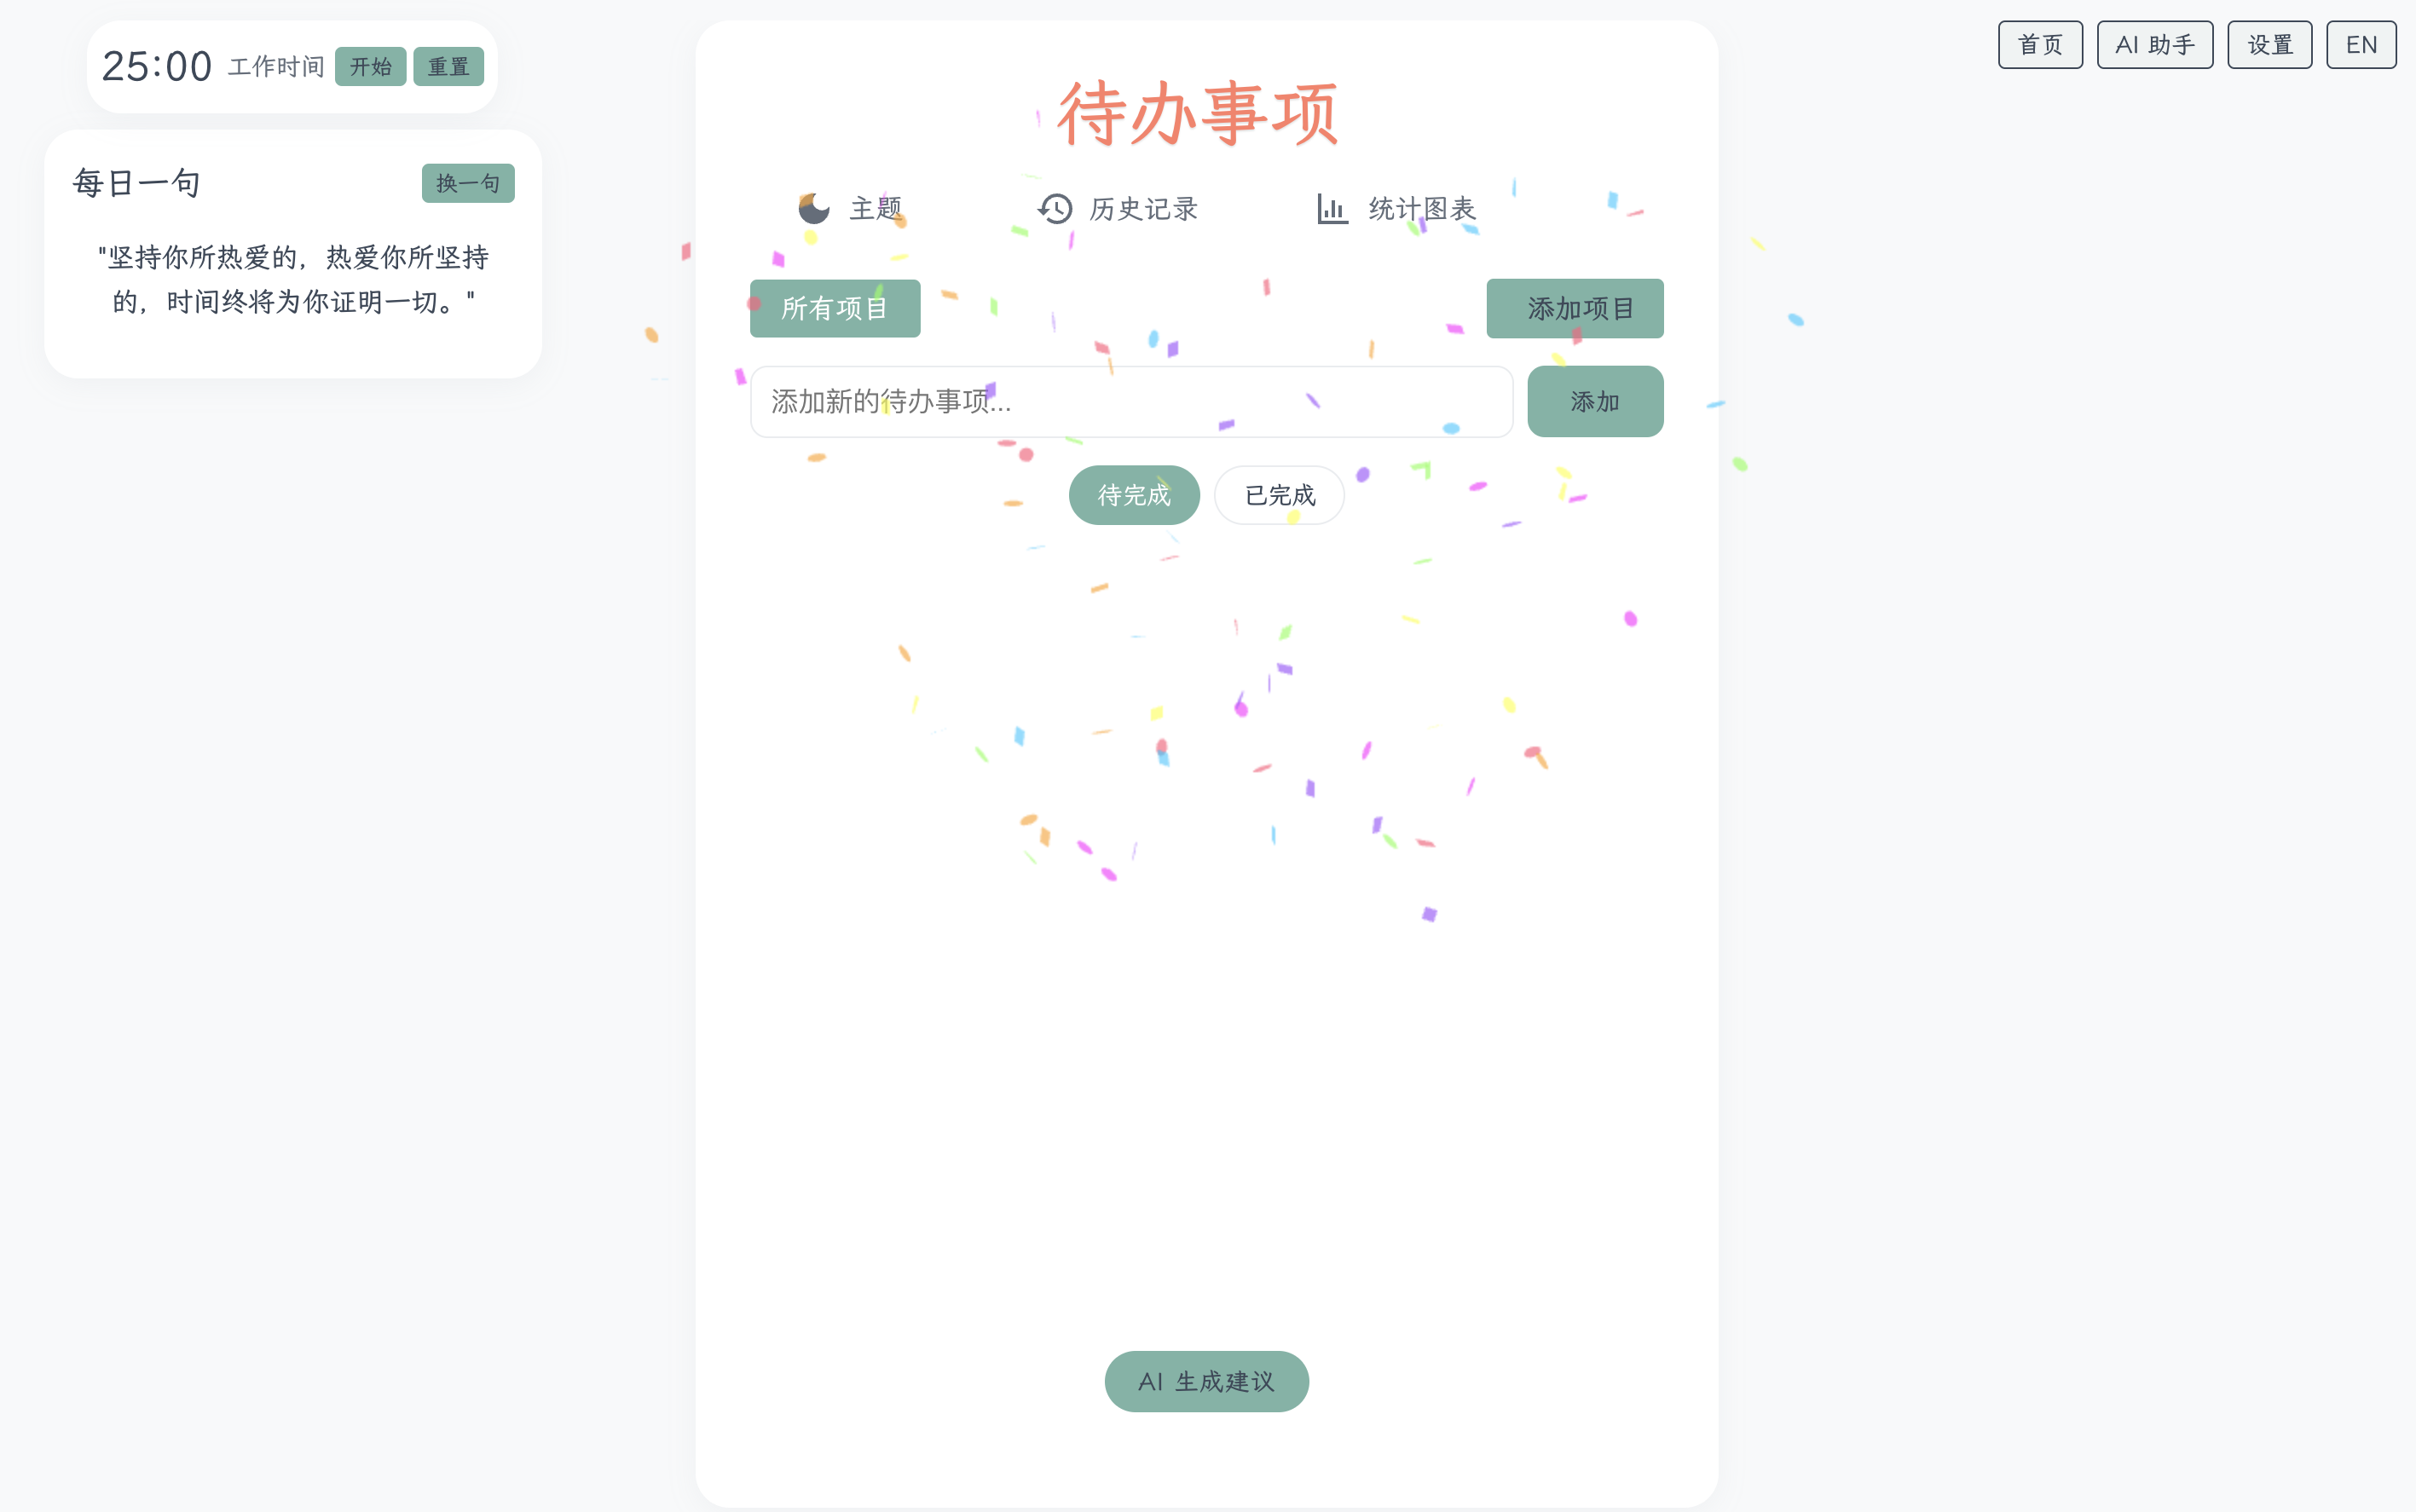 25:00 工作时间 开始 重置
首页 AI 助手 设置 EN
每日一句 换一句
"坚持你所热爱的，热爱你所坚持
的，时间终将为你证明一切。"
待办事项
主题 历史记录 统计图表
所有项目 添加项目
添加新的待办事项... 添加
待完成 已完成
AI 生成建议